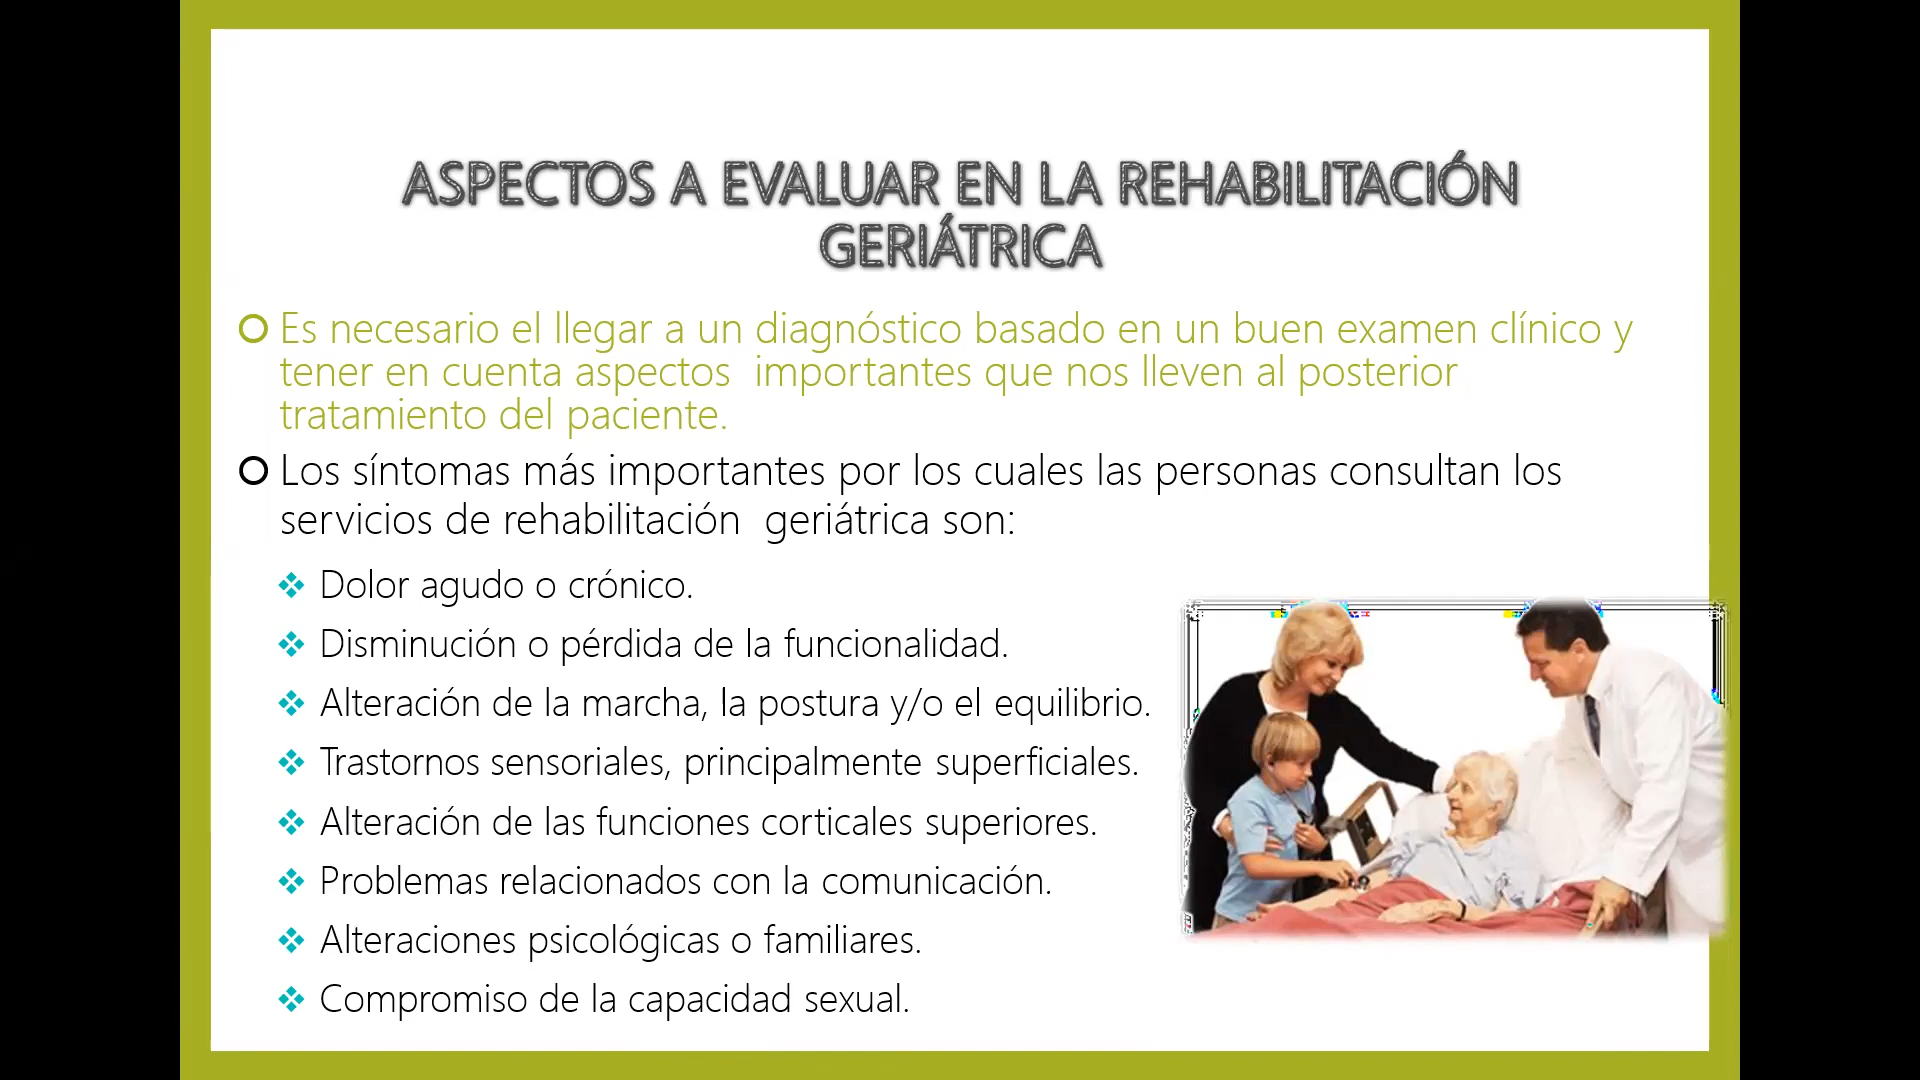 ASPECTOS A EVALUAR EN LA REHABILITACIÓN
GERIÁTRICA
Es necesario el llegar a un diagnóstico basado en un buen examen clínico y
tener en cuenta aspectos importantes que nos lleven al posterior
tratamiento del paciente.
Los síntomas más importantes por los cuales las personas consultan los
servicios de rehabilitación geriátrica son:
Dolor agudo o crónico.
Disminución o pérdida de la funcionalidad.
Alteración de la marcha, la postura y/o el equilibrio.
Trastornos sensoriales, principalmente superficiales.
Alteración de las funciones corticales superiores.
Problemas relacionados con la comunicación.
Alteraciones psicológicas o familiares.
Compromiso de la capacidad sexual.